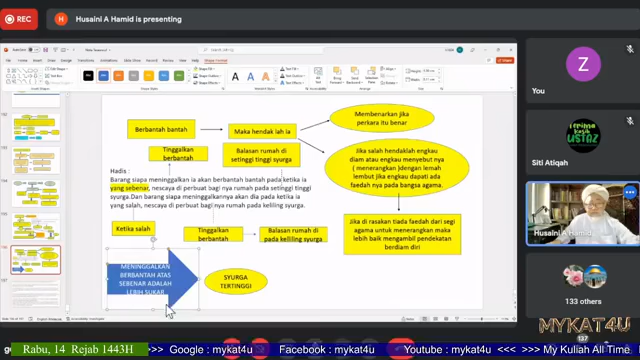 REC
H
Husaini A Hamid is presenting
Berbantah bantah
Maka hendak lah ia
Membenarkan jika
perkara itu benar
Tinggalkan
berbantah
Balasan rumah di
setinggi tinggi syurga
Jika salah hendaklah engkau
diam atau engkau menyebut nya
( menerangkan )dengan lemah
lembut jika engkau dapati ada
faedah nya pada bangsa agama.
Hadis :
Barang siapa meninggalkan ia akan berbantah bantah pada ketika ia
yang sebenar, nescaya di perbuat bagi nya rumah pada setinggi tinggi
syurga.Dan barang siapa meninggalkannya akan dia pada ketika ia
yang salah, nescaya di perbuat bagi nya rumah pada keliling syurga.
Ketika salah
Tinggalkan
berbantah
Balasan rumah di
pada keliling syurga
Jika di rasakan tiada faedah dari segi
agama untuk menerangkan maka
lebih baik mengambil pendekatan
berdiam diri
MENINGGALKAN
BERBANTAH ATAS
SEBENAR ADALAH
LEBIH SUKAR
SYURGA
TERTINGGI
Z
You
Siti Atiqah
Husaini A Hamid
133 others
137
MYKAT4U
Rabu, 14 Rejab 1443H >>> Google : mykat4u Facebook : mykat4u Youtube : mykat4u <<< >>> My Kuliah All Time